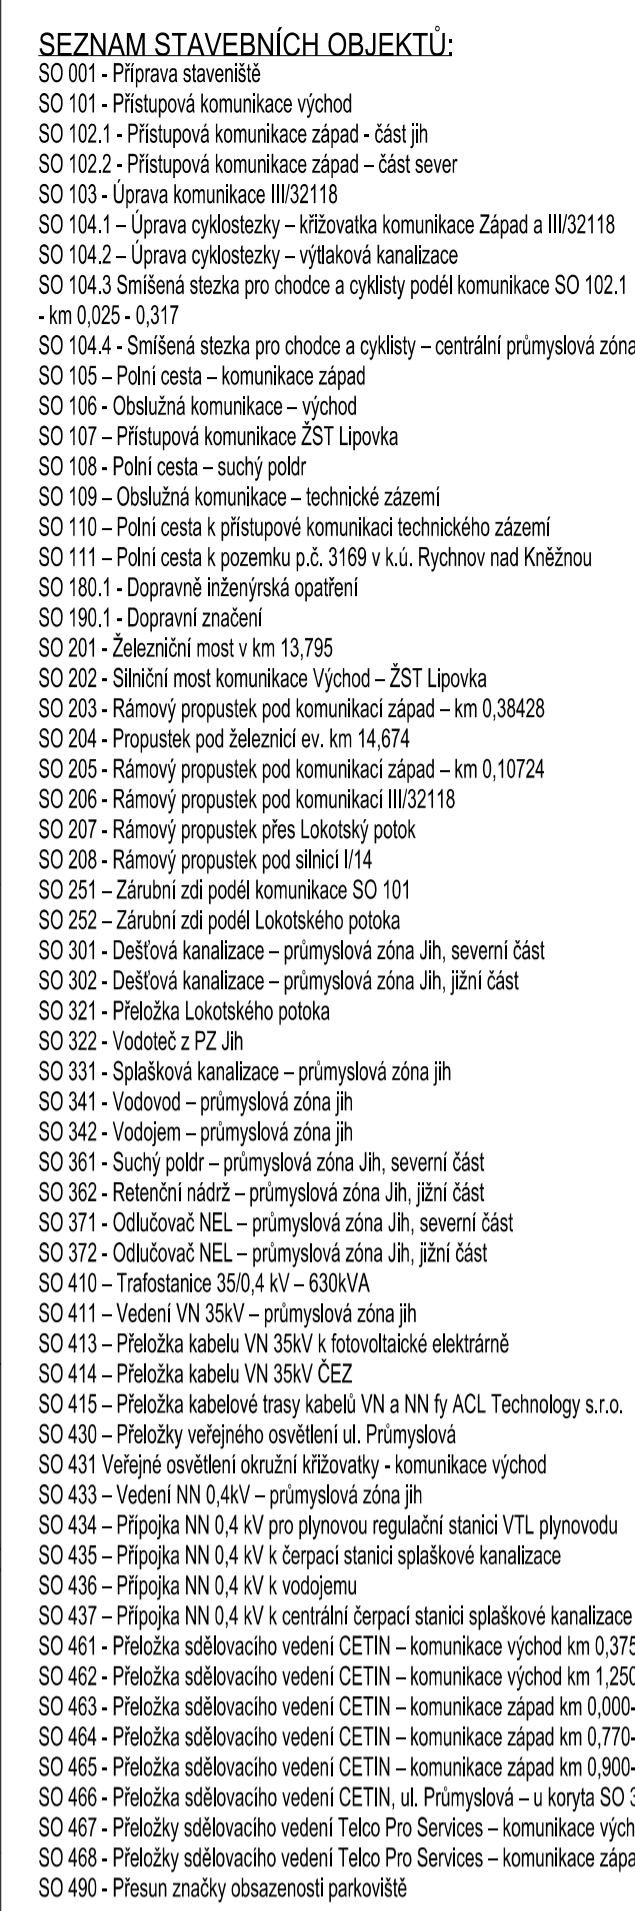 SEZNAM STAVEBNÍCH OBJEKTŮ:
SO 001 - Příprava staveniště
SO 101 - Přístupová komunikace východ
SO 102.1 - Přístupová komunikace západ - část jih
SO 102.2 - Přístupová komunikace západ – část sever
SO 103 - Úprava komunikace III/32118
SO 104.1 – Úprava cyklostezky – křižovatka komunikace Západ a III/32118
SO 104.2 – Úprava cyklostezky – výtlaková kanalizace
SO 104.3 Smíšená stezka pro chodce a cyklisty podél komunikace SO 102.1
- km 0,025 - 0,317
SO 104.4 - Smíšená stezka pro chodce a cyklisty – centrální průmyslová zóna
SO 105 – Polní cesta – komunikace západ
SO 106 - Obslužná komunikace – východ
SO 107 – Přístupová komunikace ŽST Lipovka
SO 108 - Polní cesta – suchý poldr
SO 109 – Obslužná komunikace – technické zázemí
SO 110 – Polní cesta k přístupové komunikaci technického zázemí
SO 111 – Polní cesta k pozemku p.č. 3169 v k.ú. Rychnov nad Kněžnou
SO 180.1 - Dopravně inženýrská opatření
SO 190.1 - Dopravní značení
SO 201 - Železniční most v km 13,795
SO 202 - Silniční most komunikace Východ – ŽST Lipovka
SO 203 - Rámový propustek pod komunikací západ – km 0,38428
SO 204 - Propustek pod železnicí ev. km 14,674
SO 205 - Rámový propustek pod komunikací západ – km 0,10724
SO 206 - Rámový propustek pod komunikací III/32118
SO 207 - Rámový propustek přes Lokotský potok
SO 208 - Rámový propustek pod silnicí I/14
SO 251 – Zárubní zdi podél komunikace SO 101
SO 252 – Zárubní zdi podél Lokotského potoka
SO 301 - Dešťová kanalizace – průmyslová zóna Jih, severní část
SO 302 - Dešťová kanalizace – průmyslová zóna Jih, jižní část
SO 321 - Přeložka Lokotského potoka
SO 322 - Vodoteč z PZ Jih
SO 331 - Splašková kanalizace – průmyslová zóna jih
SO 341 - Vodovod – průmyslová zóna jih
SO 342 - Vodojem – průmyslová zóna jih
SO 361 - Suchý poldr – průmyslová zóna Jih, severní část
SO 362 - Retenční nádrž – průmyslová zóna Jih, jižní část
SO 371 - Odlučovač NEL – průmyslová zóna Jih, severní část
SO 372 - Odlučovač NEL – průmyslová zóna Jih, jižní část
SO 410 – Trafostanice 35/0,4 kV – 630kVA
SO 411 – Vedení VN 35kV – průmyslová zóna jih
SO 413 – Přeložka kabelu VN 35kV k fotovoltaické elektrárně
SO 414 – Přeložka kabelu VN 35kV ČEZ
SO 415 – Přeložka kabelové trasy kabelů VN a NN fy ACL Technology s.r.o.
SO 430 – Přeložky veřejného osvětlení ul. Průmyslová
SO 431 Veřejné osvětlení okružní křižovatky - komunikace východ
SO 433 – Vedení NN 0,4kV – průmyslová zóna jih
SO 434 – Přípojka NN 0,4 kV pro plynovou regulační stanici VTL plynovodu
SO 435 – Přípojka NN 0,4 kV k čerpací stanici splaškové kanalizace
SO 436 – Přípojka NN 0,4 kV k vodojemu
SO 437 – Přípojka NN 0,4 kV k centrální čerpací stanici splaškové kanalizace
SO 461 - Přeložka sdělovacího vedení CETIN – komunikace východ km 0,375
SO 462 - Přeložka sdělovacího vedení CETIN – komunikace východ km 1,250
SO 463 - Přeložka sdělovacího vedení CETIN – komunikace západ km 0,000-
SO 464 - Přeložka sdělovacího vedení CETIN – komunikace západ km 0,770-
SO 465 - Přeložka sdělovacího vedení CETIN – komunikace západ km 0,900-
SO 466 - Přeložka sdělovacího vedení CETIN, ul. Průmyslová – u koryta SO
SO 467 - Přeložky sdělovacího vedení Telco Pro Services – komunikace vých
SO 468 - Přeložky sdělovacího vedení Telco Pro Services – komunikace zápa
SO 490 - Přesun značky obsazenosti parkoviště